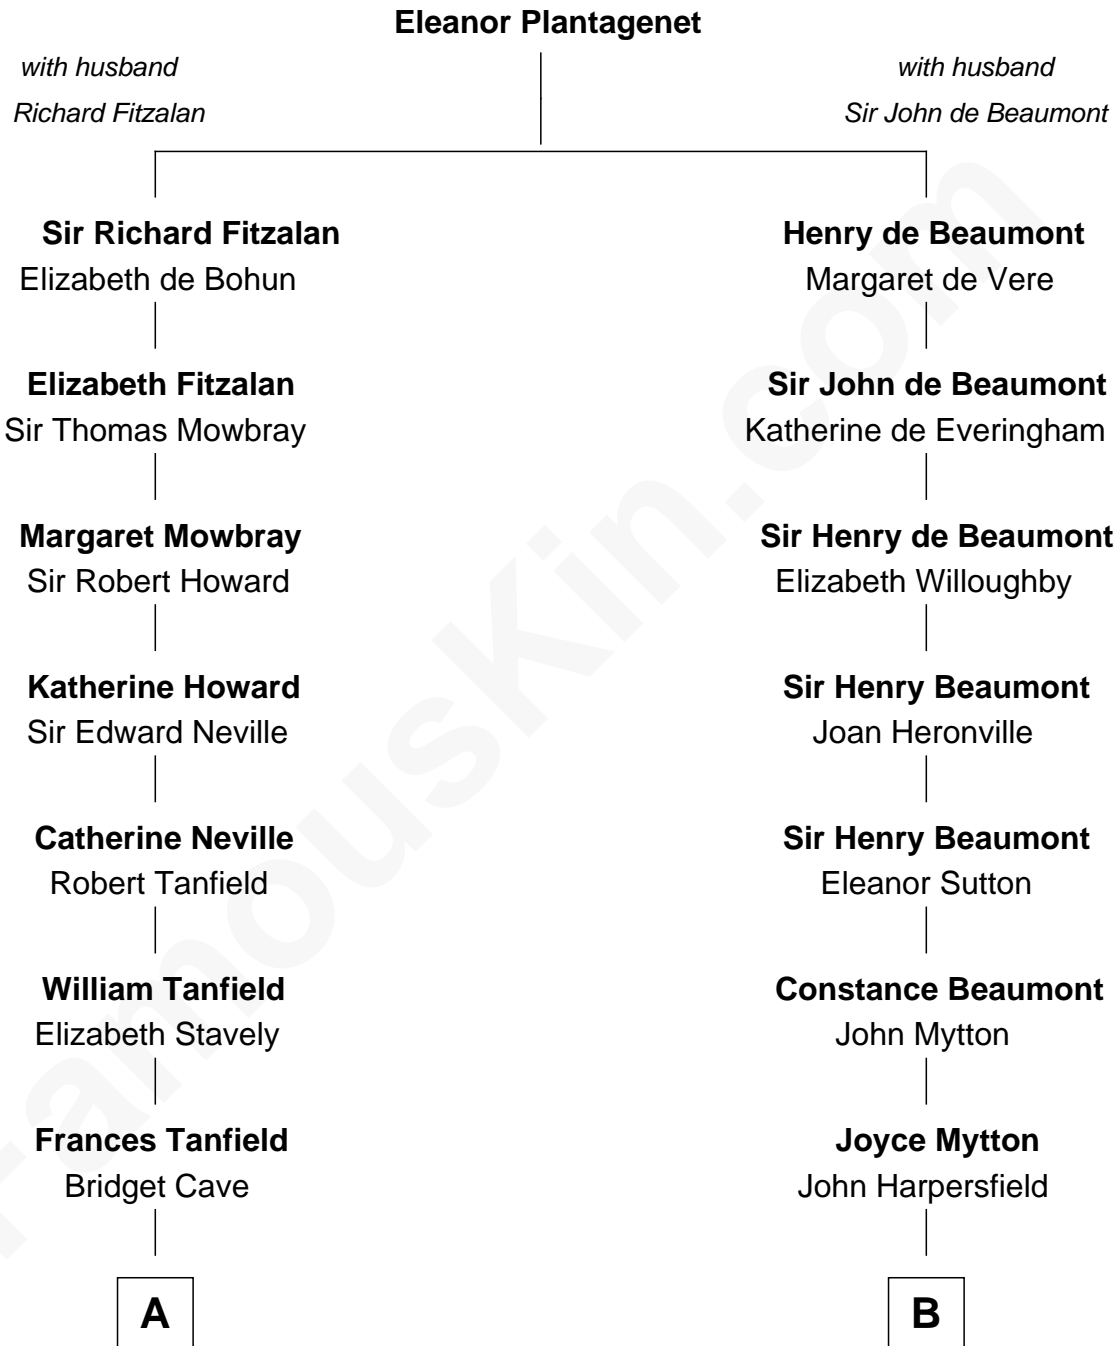 Eleanor Plantagenet
with husband
Richard Fitzalan
with husband
Sir John de Beaumont
Sir Richard Fitzalan
Elizabeth de Bohun
Henry de Beaumont
Margaret de Vere
Elizabeth Fitzalan
Sir Thomas Mowbray
Sir John de Beaumont
Katherine de Everingham
Margaret Mowbray
Sir Robert Howard
Sir Henry de Beaumont
Elizabeth Willoughby
Katherine Howard
Sir Edward Neville
Sir Henry Beaumont
Joan Heronville
Catherine Neville
Robert Tanfield
Sir Henry Beaumont
Eleanor Sutton
William Tanfield
Elizabeth Stavely
Constance Beaumont
John Mytton
Frances Tanfield
Bridget Cave
Joyce Mytton
John Harpersfield
A
B
FamousKin.com